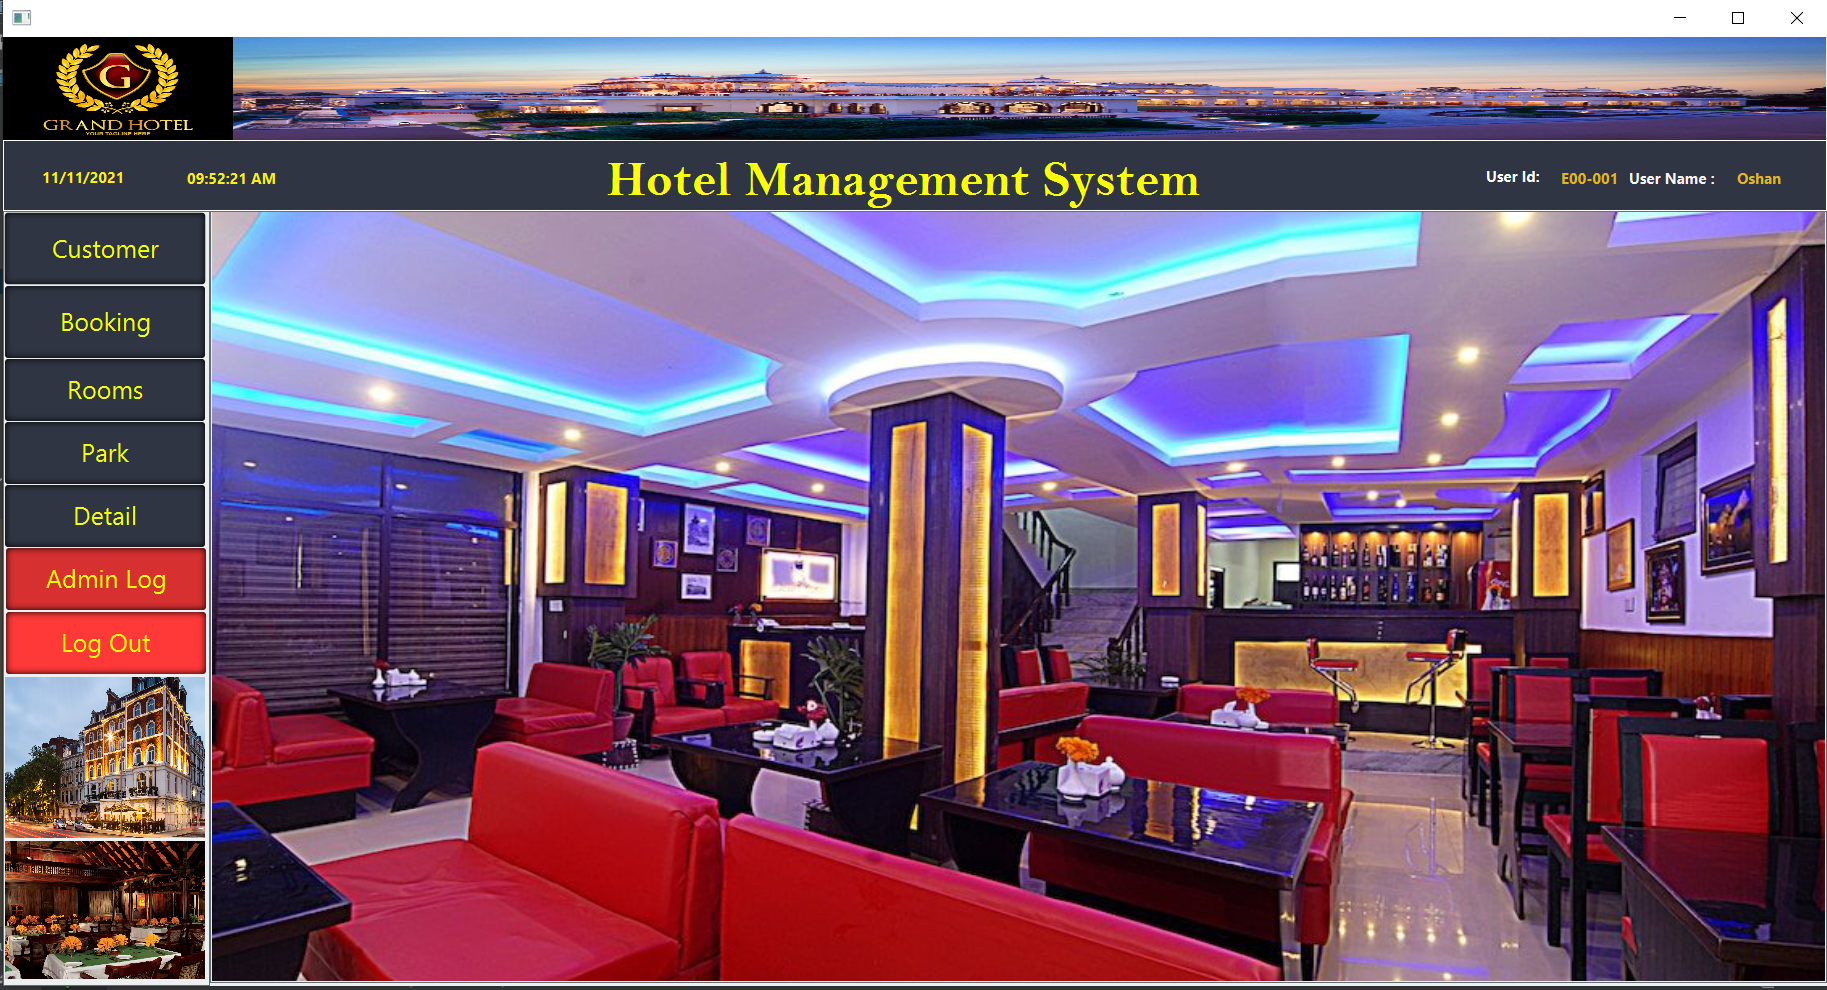 G
GRAND HOTEL
YOUR TAGLINE HERE
11/11/2021
09:52:21 AM
Hotel Management System
User Id: E00-001 User Name : Oshan
Customer
Booking
Rooms
Park
Detail
Admin Log
Log Out